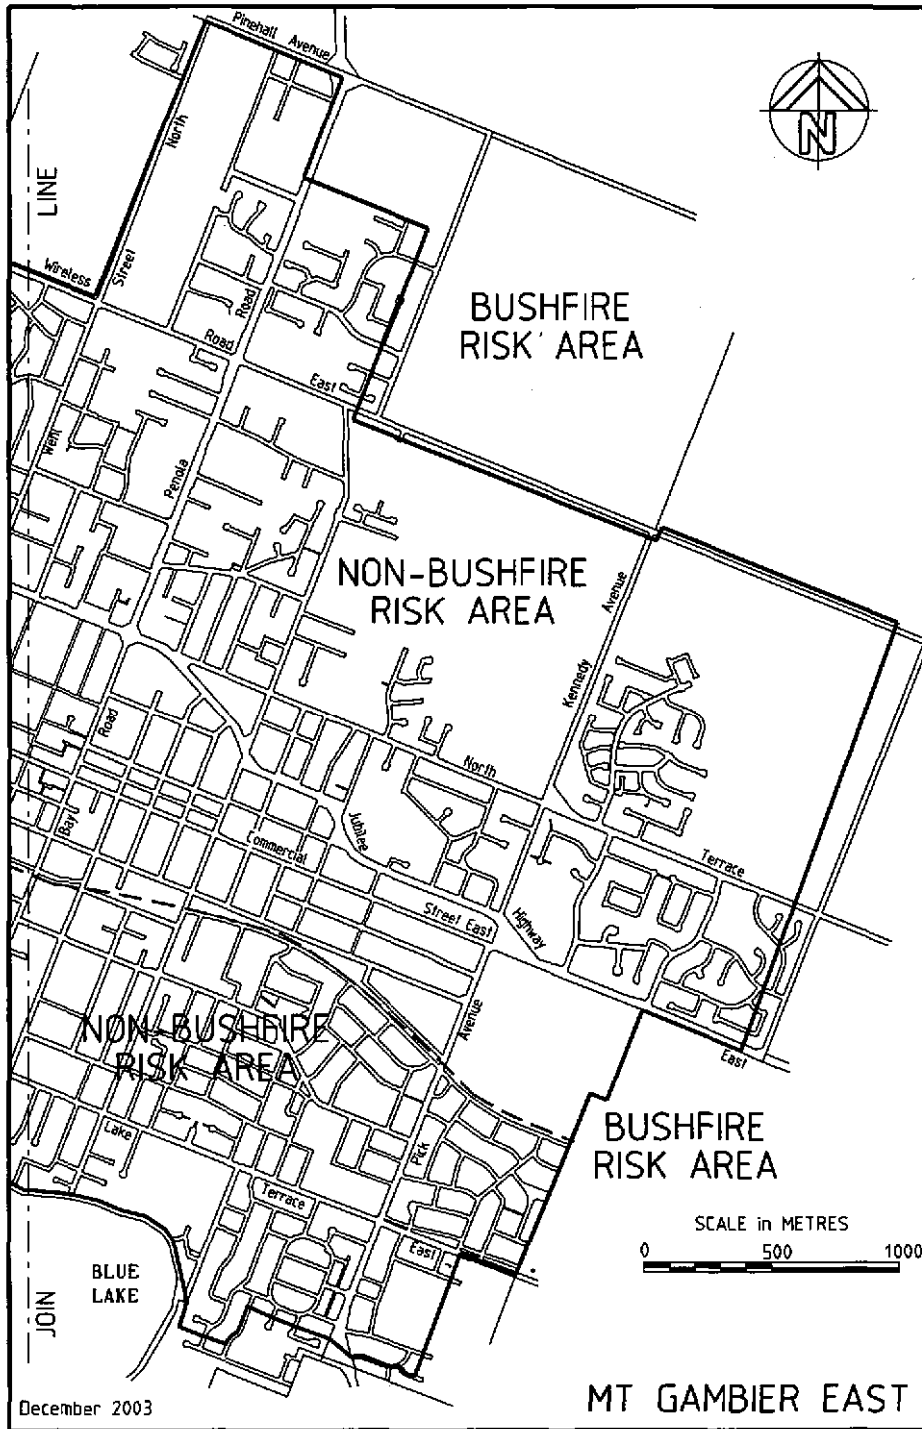 Pinehall Avenue
N
North
LINE
Wireless
Street
Road
Road
BUSHFIRE
RISK AREA
East
Wehl
Penola
NON-BUSHFIRE
RISK AREA
Avenue
Kennedy
Road
North
Bay
Jubilee
Commercial
Terrace
Street East
Highway
NON-BUSHFIRE
RISK AREA
Avenue
East
BUSHFIRE
RISK AREA
Lake
Pick
Terrace
East
SCALE in METRES
0 500 1000
BLUE
LAKE
JOIN
December 2003
MT GAMBIER EAST